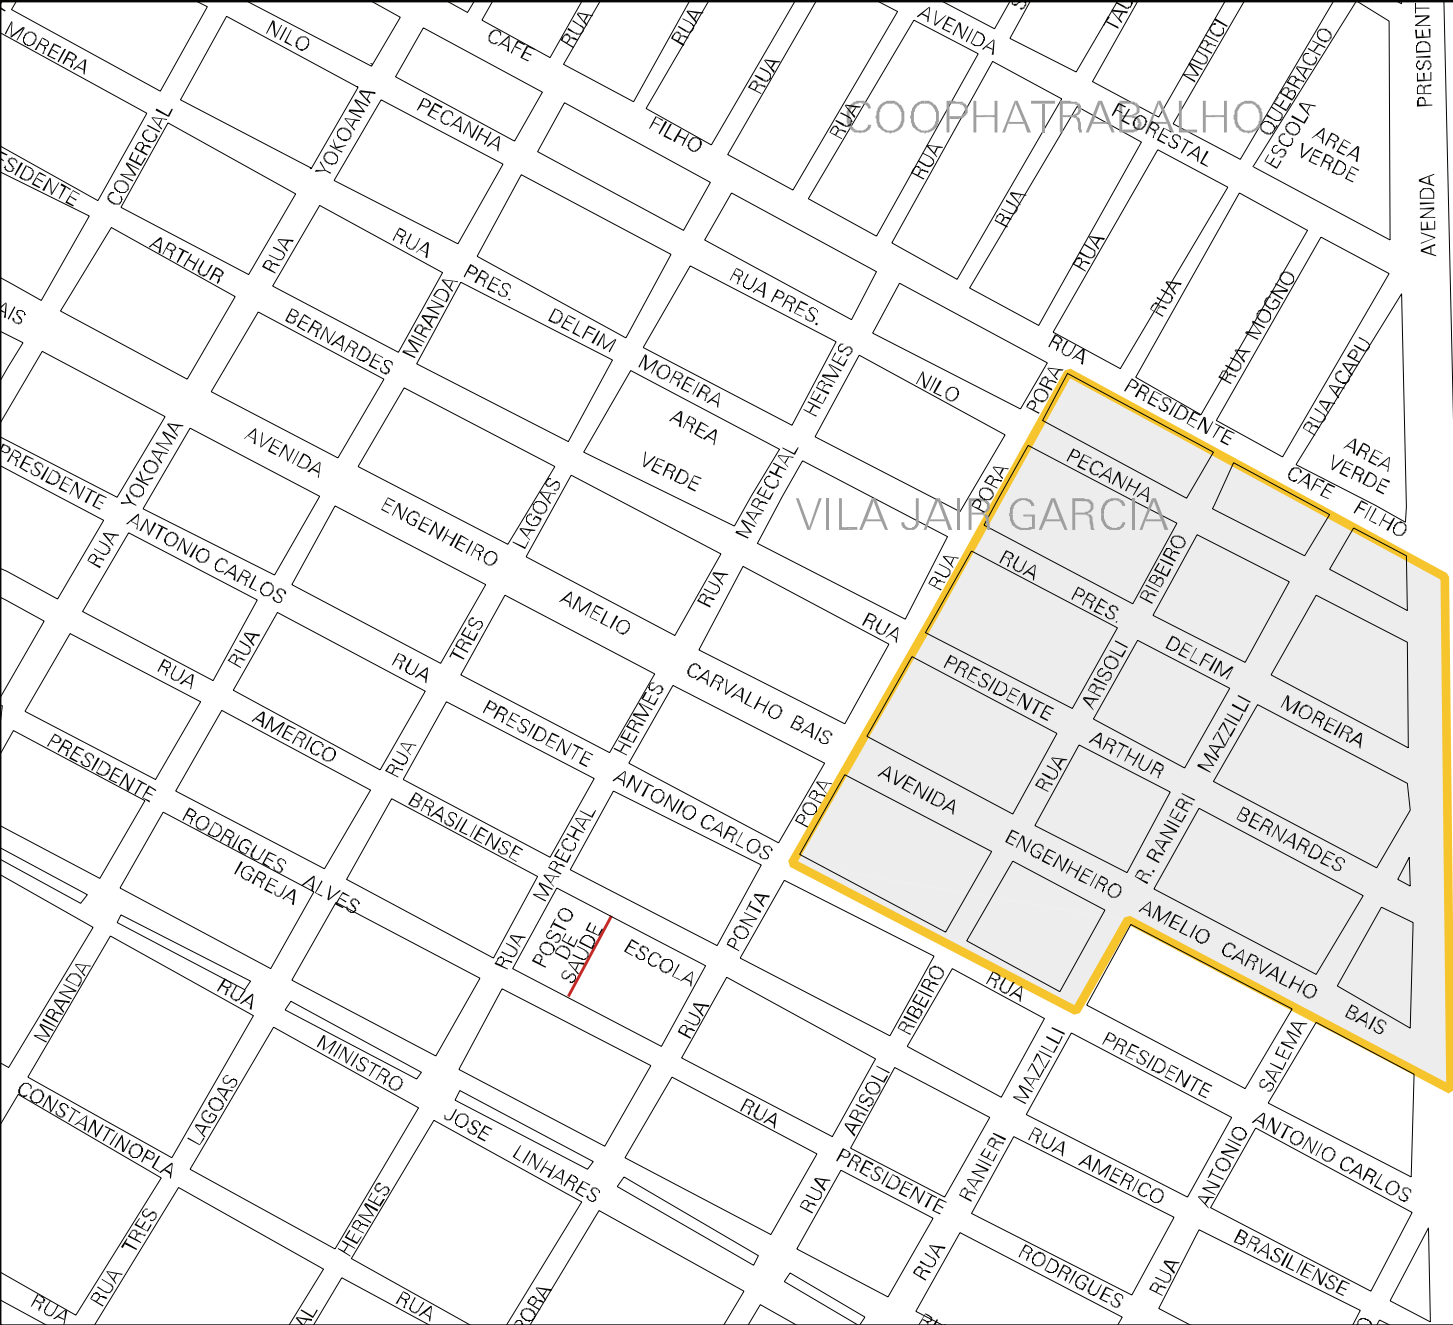 MOREIRA
NILO
CAFE
RUA
RUA
RUA
AVENIDA
MURICI
QUEBRACHO
ESCOLA
PRESIDENT
AVENIDA
COOPHATRABALHO
FLORESTAL
AREA
VERDE
COMERCIAL
YOKOAMA
PECANHA
FILHO
RUA
RUA
RUA
RUA
RUA
RUA MOGNO
RUA ACAPU
ESIDENTE
ARTHUR
RUA
RUA
PRES.
DELFIM
RUA PRES.
MIRANDA
BERNARDES
MOREIRA
HERMES
NILO
RUA
PORA
PRESIDENTE
CAFE
FILHO
AREA
VERDE
AIS
AREA
VERDE
AVENIDA
YOKOAMA
PRESIDENTE
ENGENHEIRO
LAGOAS
MARECHAL
VILA JAIR GARCIA
PORA
PECANHA
RIBEIRO
ANTONIO CARLOS
RUA
RUA
RUA
RUA
PRES.
DELFIM
MOREIRA
AMELIO
RUA
TRES
RUA
RUA
RUA
CARVALHO BAIS
PRESIDENTE
ARISOLI
ARTHUR
MAZZILLI
BERNARDES
AMERICO
RUA
PRESIDENTE
HERMES
ANTONIO CARLOS
PORA
AVENIDA
RUA
ENGENHEIRO
R. RANIERI
AMELIO CARVALHO
BAIS
PRESIDENTE
RODRIGUES
ALVES
IGREJA
BRASILIENSE
MARECHAL
POSTO
DE
SAUDE
ESCOLA
RUA
PONTA
RUA
RIBEIRO
RUA
MAZZILLI
PRESIDENTE
SALEMA
ANTONIO CARLOS
MIRANDA
RUA
MINISTRO
LAGOAS
CONSTANTINOPLA
JOSE
LINHARES
RUA
ARISOLI
PRESIDENTE
RANIERI
RUA AMERICO
ANTONIO
BRASILIENSE
RUA
TRES
RUA
HERMES
RUA
RUA
RUA
RODRIGUES
RUA
RUA
AL
ORA